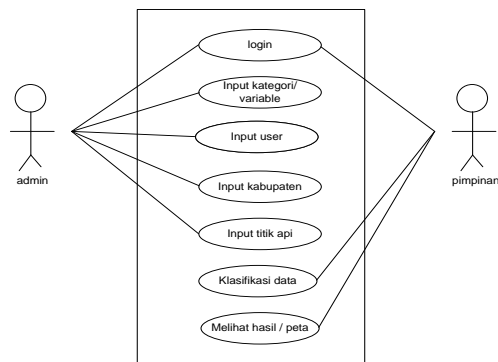 login
Input kategori/
variable
Input user
admin
pimpinan
Input kabupaten
Input titik api
Klasifikasi data
Melihat hasil / peta